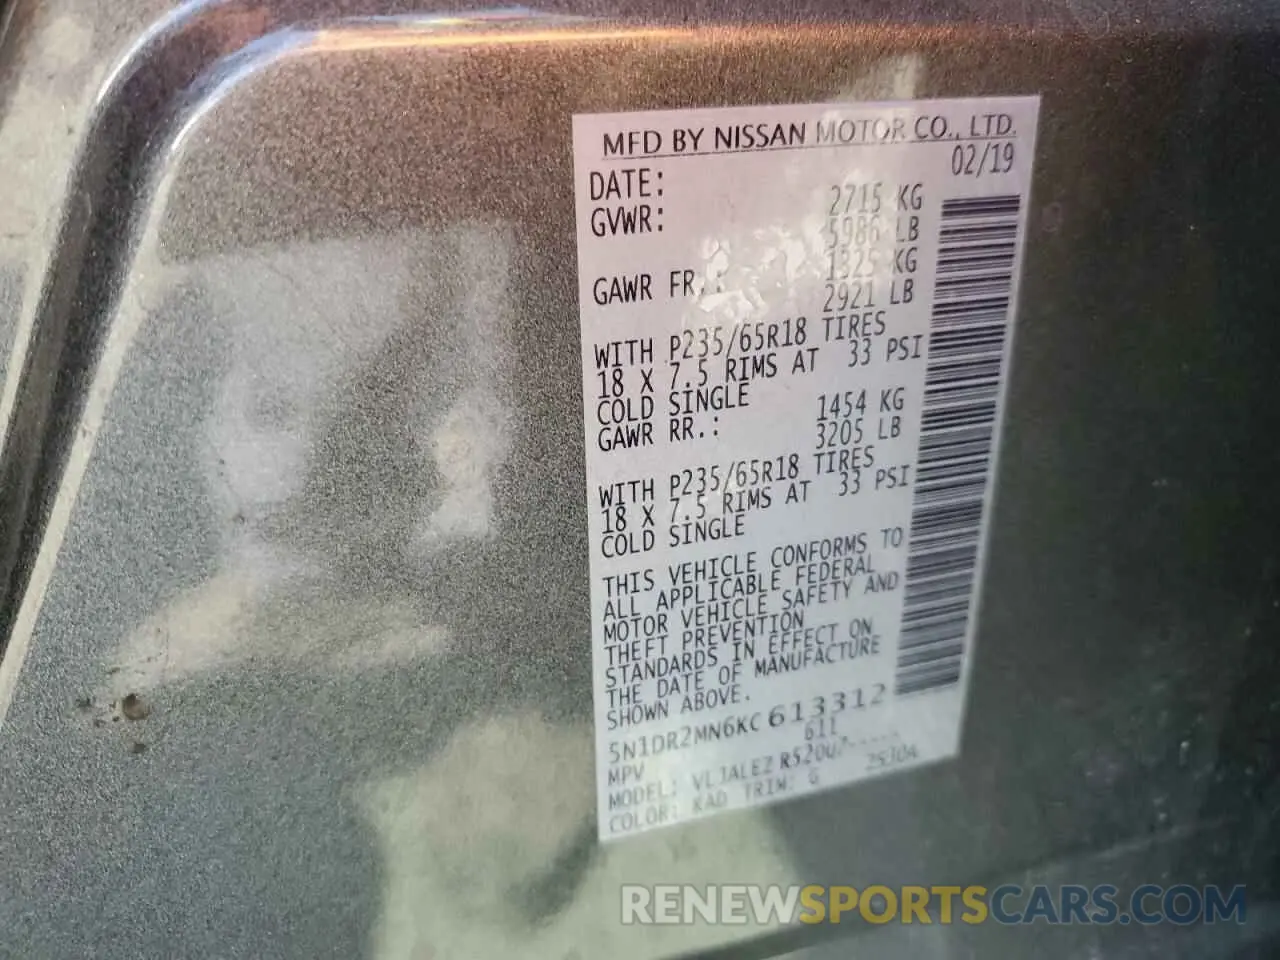 MFD BY NISSAN MOTOR CO., LTD.
DATE: 02/19
GVWR: 2715 KG
5986 LB
GAWR FR.: 1325 KG
2921 LB
WITH P235/65R18 TIRES
18 X 7.5 RIMS AT 33 PSI
COLD SINGLE
GAWR RR.: 1454 KG
3205 LB
WITH P235/65R18 TIRES
18 X 7.5 RIMS AT 33 PSI
COLD SINGLE
THIS VEHICLE CONFORMS TO
ALL APPLICABLE FEDERAL
MOTOR VEHICLE SAFETY AND
THEFT PREVENTION
STANDARDS IN EFFECT ON
THE DATE OF MANUFACTURE
SHOWN ABOVE.
5N1DR2MN6KC613312
MPV 611
MODEL:
COLOR: KAD TRIM: G
RENEWSPORTSCARS.COM